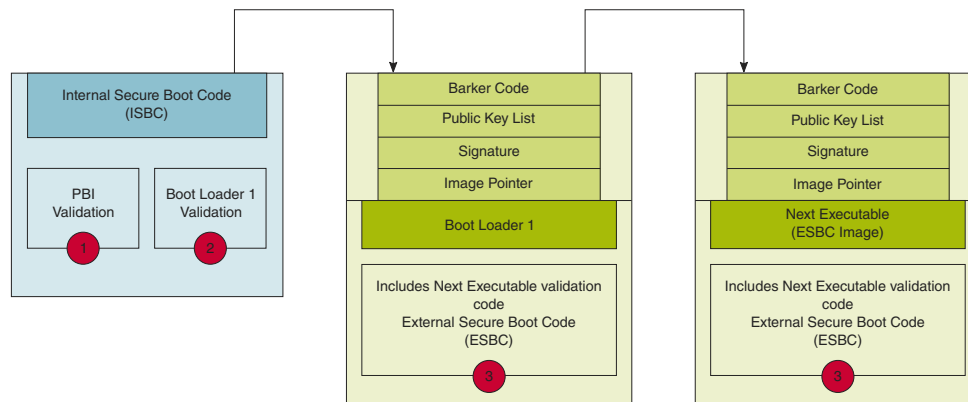 Internal Secure Boot Code
(ISBC)
PBI
Validation
1
Boot Loader 1
Validation
2
Barker Code
Public Key List
Signature
Image Pointer
Boot Loader 1
Includes Next Executable validation
code
External Secure Boot Code
(ESBC)
3
Barker Code
Public Key List
Signature
Image Pointer
Next Executable
(ESBC Image)
Includes Next Executable validation
code
External Secure Boot Code
(ESBC)
3